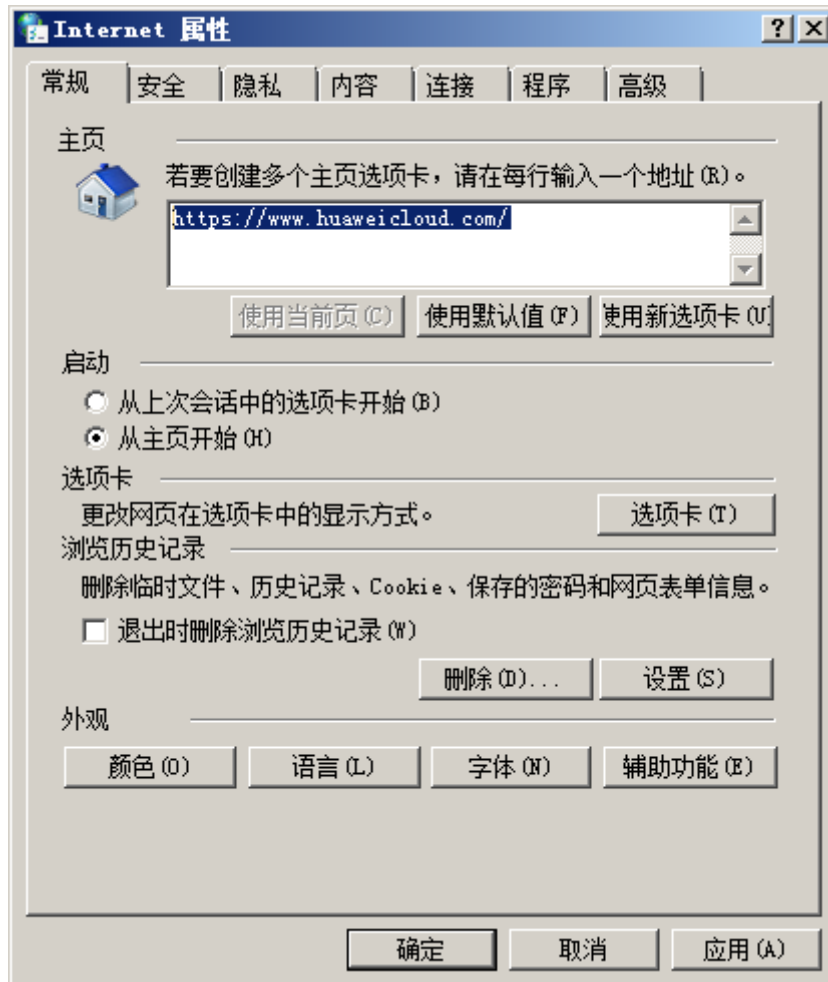 Internet 属性
常规 安全 隐私 内容 连接 程序 高级
主页
若要创建多个主页选项卡，请在每行输入一个地址(R)。
https://www.huaweicloud.com/
使用当前页(C) 使用默认值(F) 使用新选项卡(U)
启动
从上次会话中的选项卡开始(B)
从主页开始(H)
选项卡
更改网页在选项卡中的显示方式。 选项卡(T)
浏览历史记录
删除临时文件、历史记录、Cookie、保存的密码和网页表单信息。
退出时删除浏览历史记录(W)
删除(D)... 设置(S)
外观
颜色(O) 语言(L) 字体(N) 辅助功能(E)
确定 取消 应用(A)